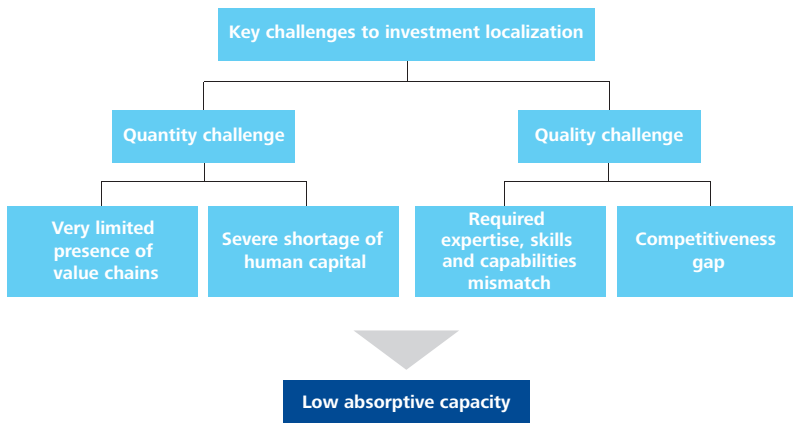 Key challenges to investment localization
Quantity challenge
Quality challenge
Very limited
presence of
value chains
Severe shortage of
human capital
Required
expertise, skills
and capabilities
mismatch
Competitiveness
gap
Low absorptive capacity